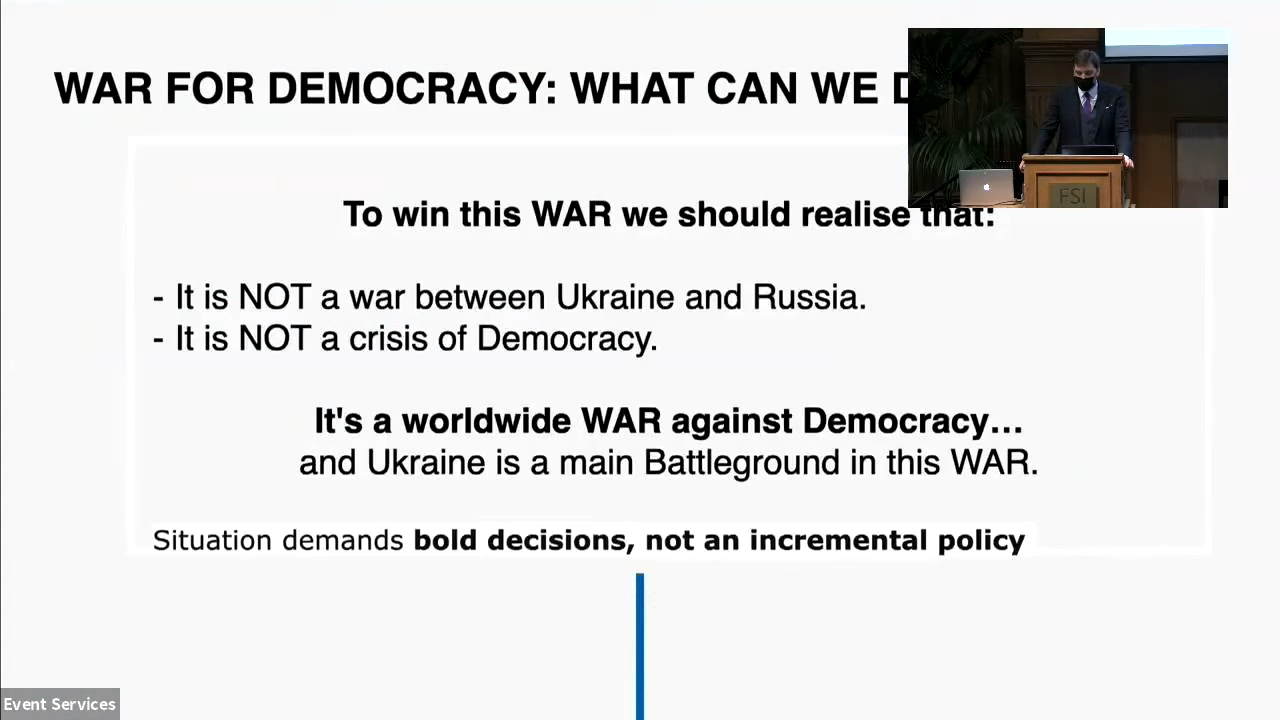 WAR FOR DEMOCRACY: WHAT CAN WE
To win this WAR we should realise that:
- It is NOT a war between Ukraine and Russia.
- It is NOT a crisis of Democracy.
It's a worldwide WAR against Democracy…
and Ukraine is a main Battleground in this WAR.
Situation demands bold decisions, not an incremental policy
FSI
Event Services